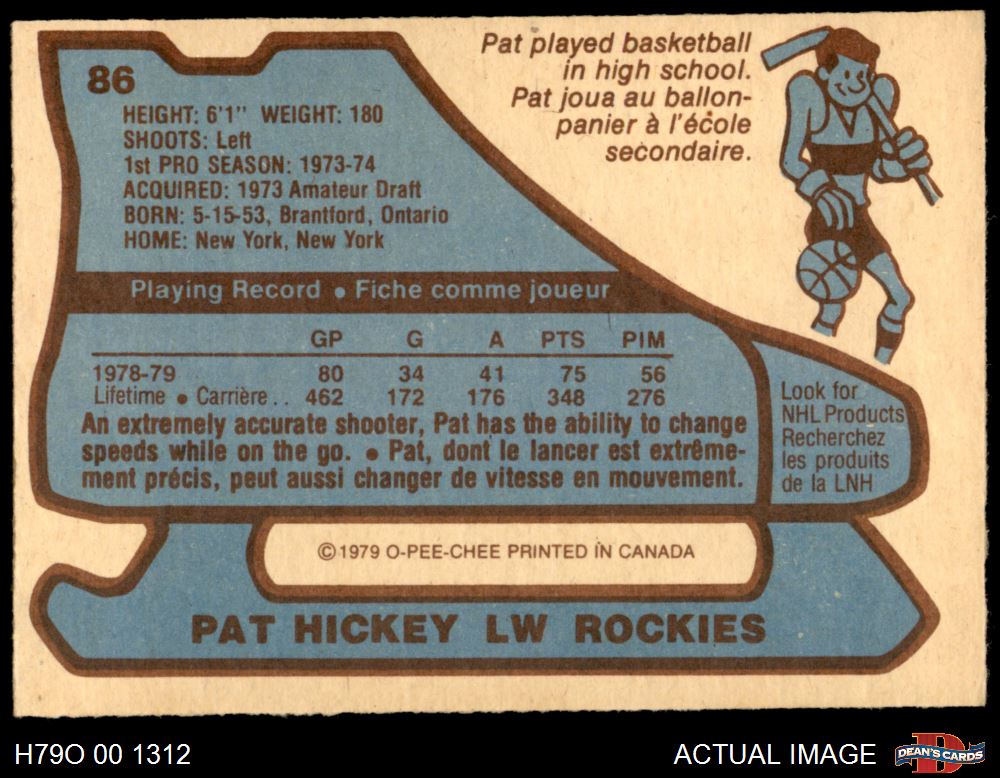 86
HEIGHT: 6'1" WEIGHT: 180
SHOOTS: Left
1st PRO SEASON: 1973-74
ACQUIRED: 1973 Amateur Draft
BORN: 5-15-53, Brantford, Ontario
HOME: New York, New York
Pat played basketball
in high school.
Pat joua au ballon-
panier à l'école
secondaire.
Playing Record • Fiche comme joueur
GP G A PTS PIM
1978-79 80 34 41 75 56
Lifetime • Carrière.. 462 172 176 348 276
An extremely accurate shooter, Pat has the ability to change
speeds while on the go. • Pat, dont le lancer est extrême-
ment précis, peut aussi changer de vitesse en mouvement.
Look for
NHL Products
Recherchez
les produits
de la LNH
©1979 O-PEE-CHEE PRINTED IN CANADA
PAT HICKEY LW ROCKIES
H79O 00 1312
ACTUAL IMAGE
DEAN'S CARDS